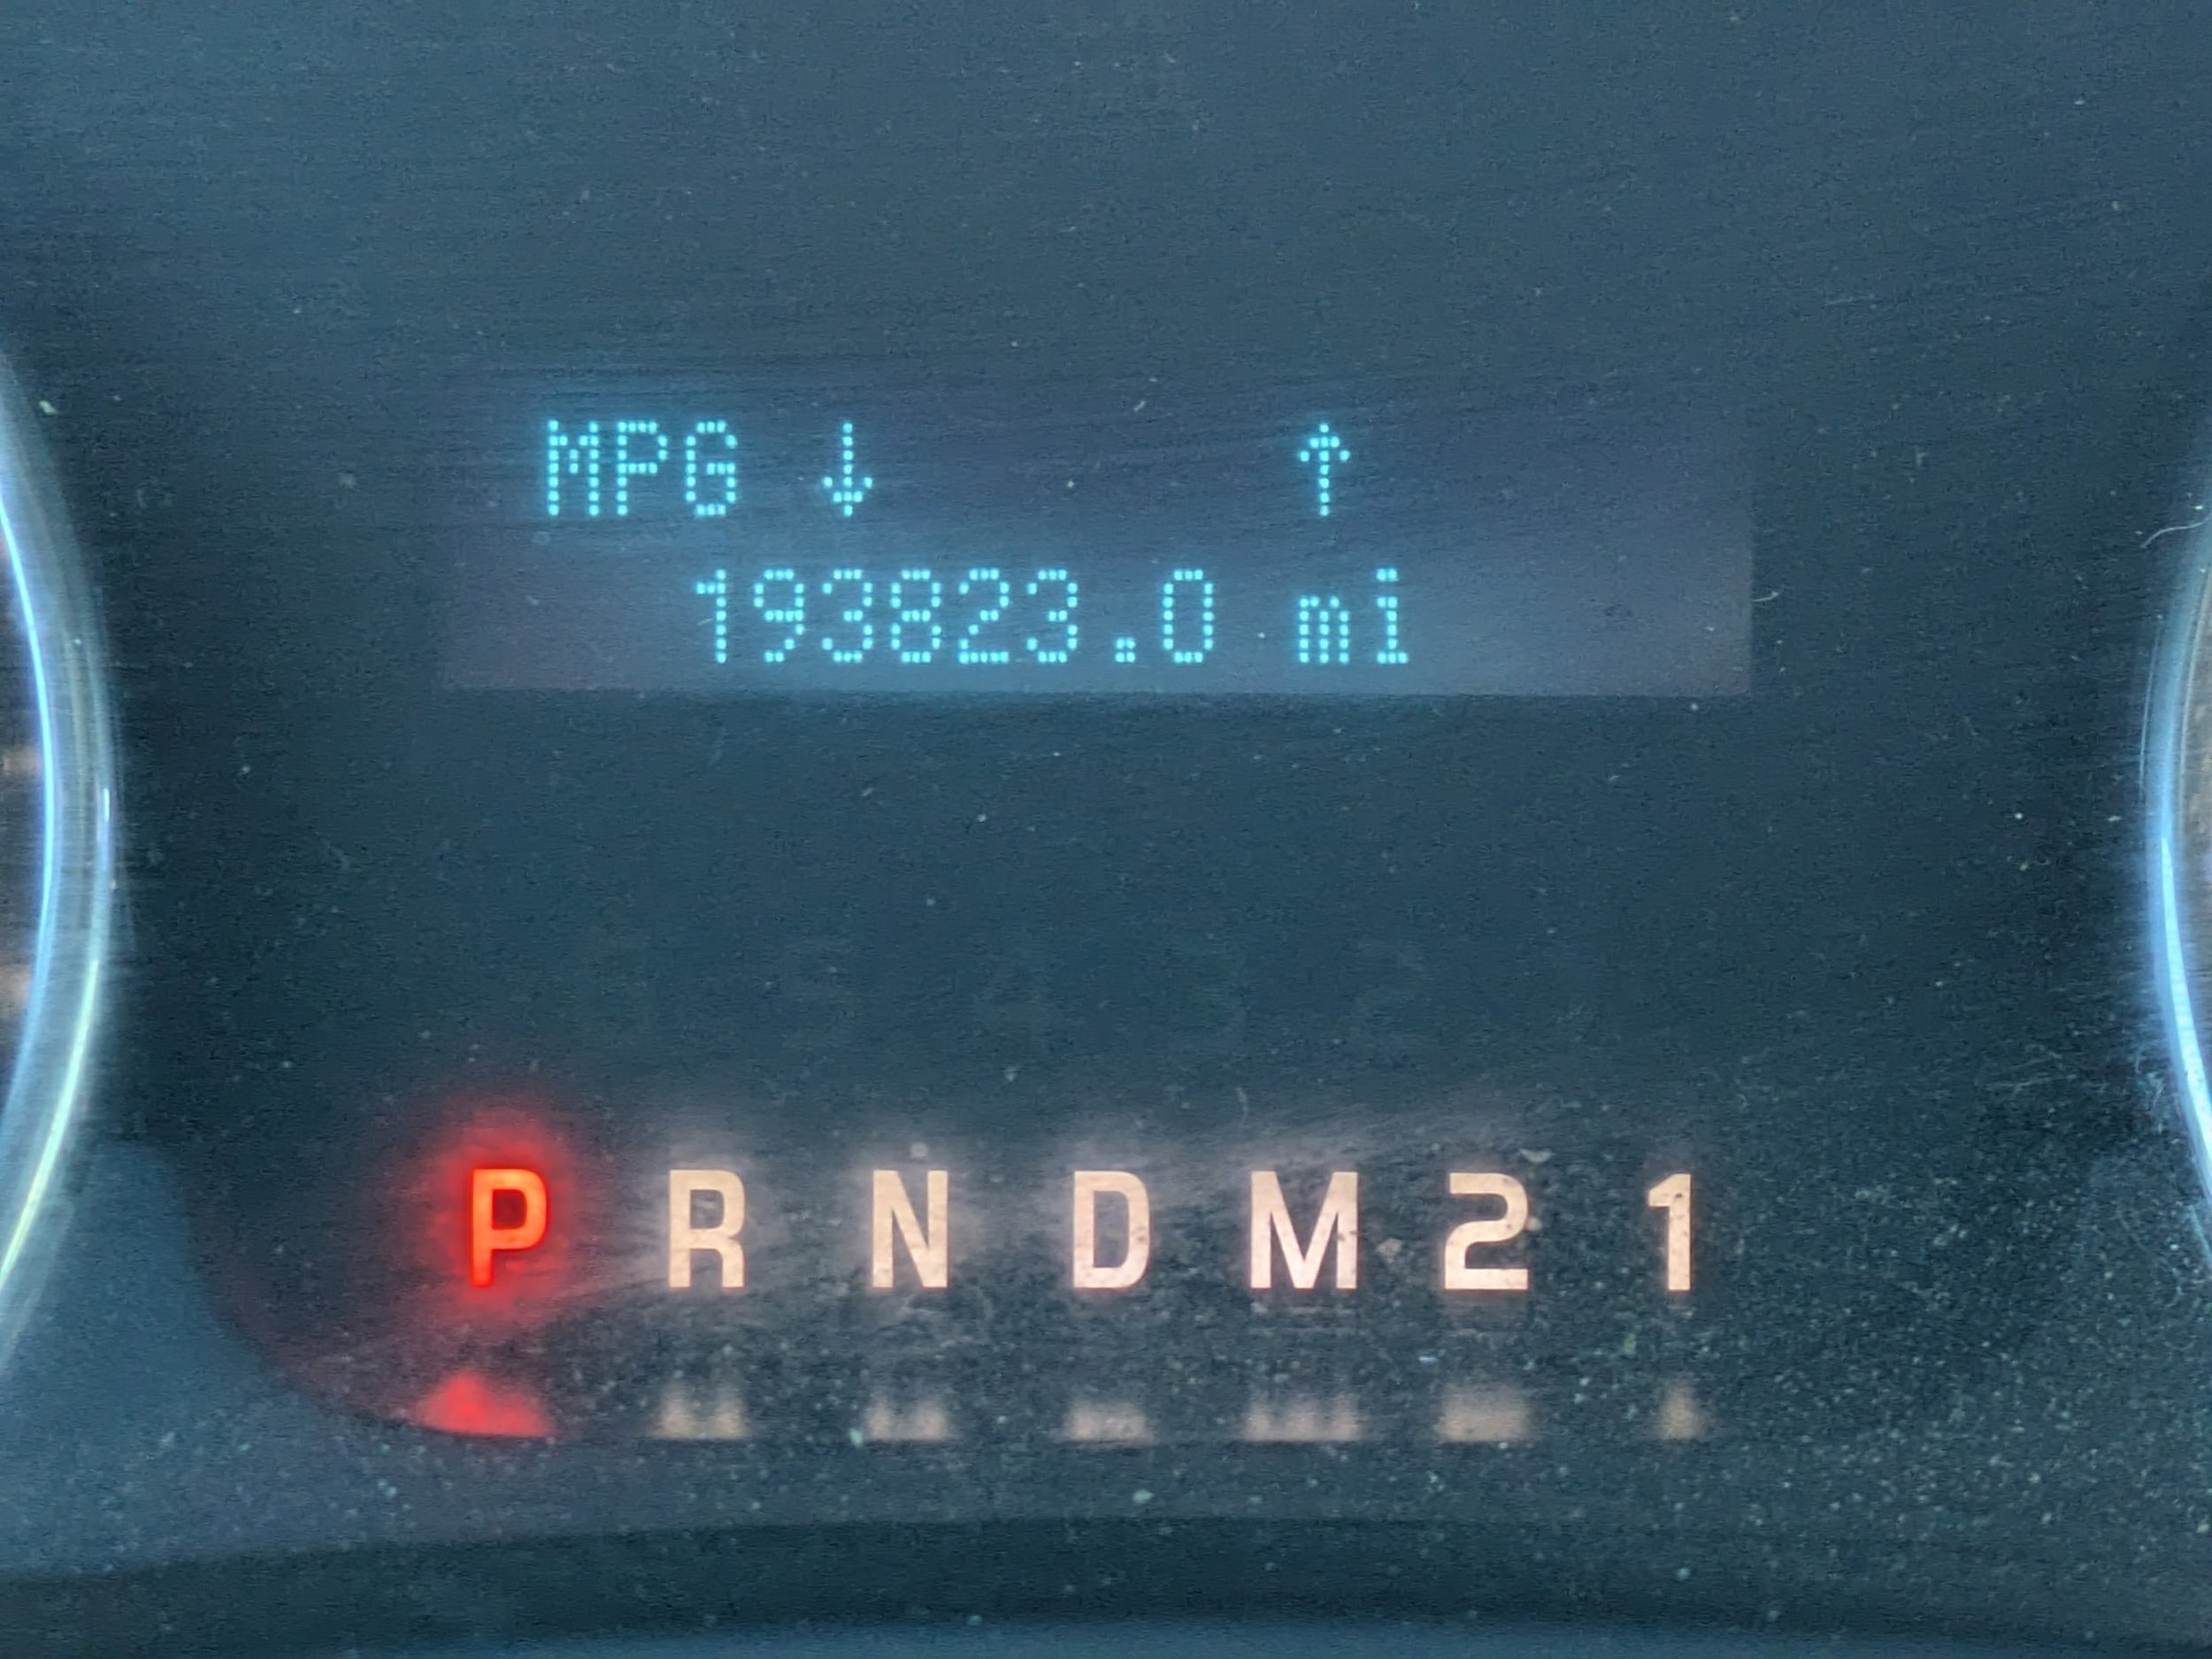 MPG ↓ ↑
193823.0 mi
P R N D M 2 1